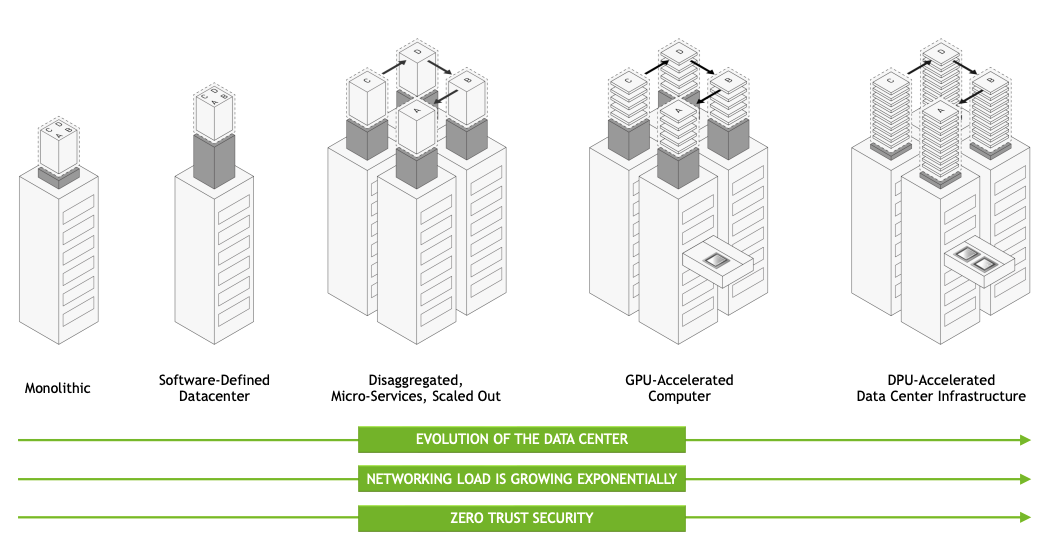 C D
A B
C D
A B
D
C
B
A
D
C
B
A
D
C
B
A
Monolithic
Software-Defined
Datacenter
Disaggregated,
Micro-Services, Scaled Out
GPU-Accelerated
Computer
DPU-Accelerated
Data Center Infrastructure
EVOLUTION OF THE DATA CENTER
NETWORKING LOAD IS GROWING EXPONENTIALLY
ZERO TRUST SECURITY